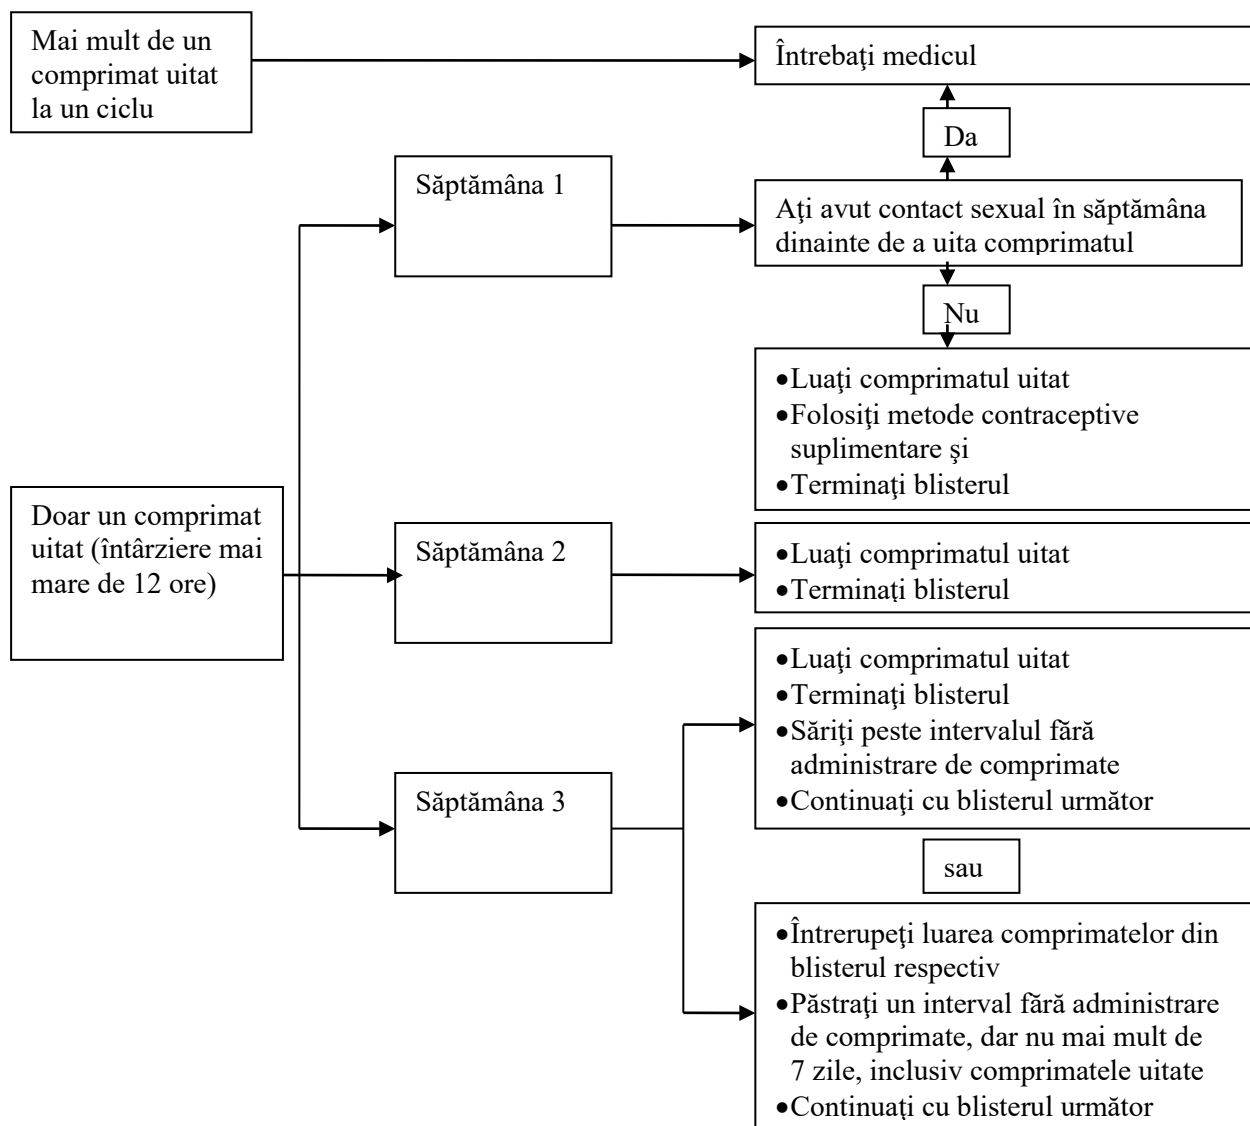 Mai mult de un
comprimat uitat
la un ciclu
Întrebaţi medicul
Da
Săptămâna 1
Aţi avut contact sexual în săptămâna
dinainte de a uita comprimatul
Nu
•Luaţi comprimatul uitat
•Folosiţi metode contraceptive
suplimentare şi
•Terminaţi blisterul
Doar un comprimat
uitat (întârziere mai
mare de 12 ore)
Săptămâna 2
•Luaţi comprimatul uitat
•Terminaţi blisterul
Săptămâna 3
•Luaţi comprimatul uitat
•Terminaţi blisterul
•Săriţi peste intervalul fără
administrare de comprimate
•Continuaţi cu blisterul următor
sau
•Întrerupeţi luarea comprimatelor din
blisterul respectiv
•Păstraţi un interval fără administrare
de comprimate, dar nu mai mult de
7 zile, inclusiv comprimatele uitate
•Continuaţi cu blisterul următor